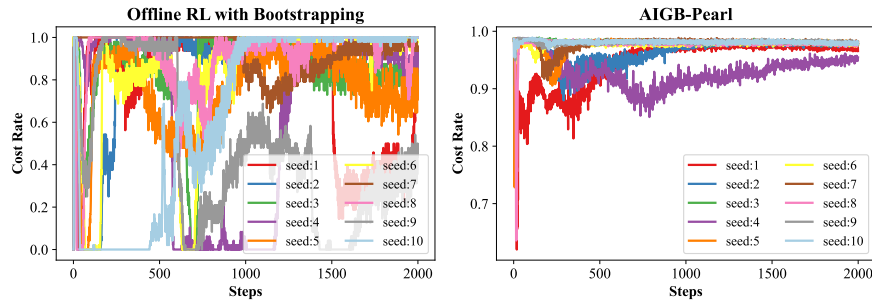 Offline RL with Bootstrapping
Cost Rate
1.0
0.8
0.6
0.4
0.2
0.0
seed:1 seed:6
seed:2 seed:7
seed:3 seed:8
seed:4 seed:9
seed:5 seed:10
0 500 1000 1500 2000
Steps
AIGB-Pearl
Cost Rate
1.0
0.9
0.8
0.7
seed:1 seed:6
seed:2 seed:7
seed:3 seed:8
seed:4 seed:9
seed:5 seed:10
0 500 1000 1500 2000
Steps